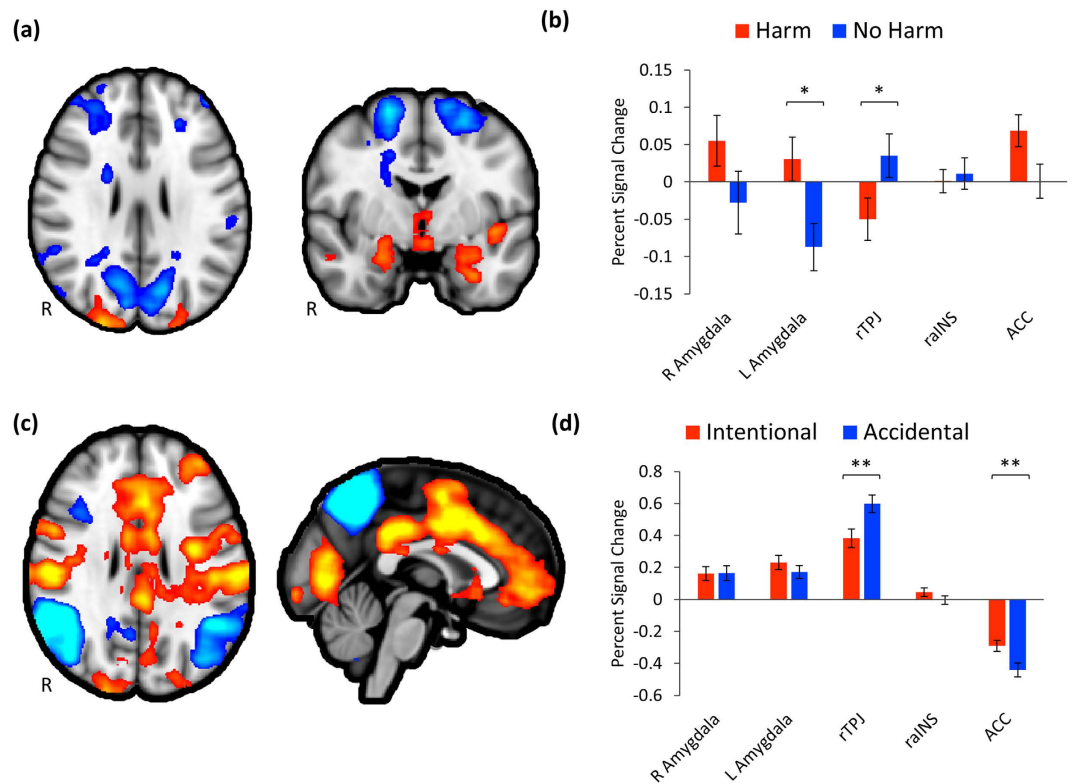 (a)
R
R
(b)
Harm No Harm
Percent Signal Change
0.15
0.1
0.05
0
-0.05
-0.1
-0.15
* *
R Amygdala
L Amygdala
rTPJ
raINS
ACC
(c)
R
(d)
Intentional Accidental
Percent Signal Change
0.8
0.6
0.4
0.2
0
-0.2
-0.4
-0.6
** **
R Amygdala
L Amygdala
rTPJ
raINS
ACC